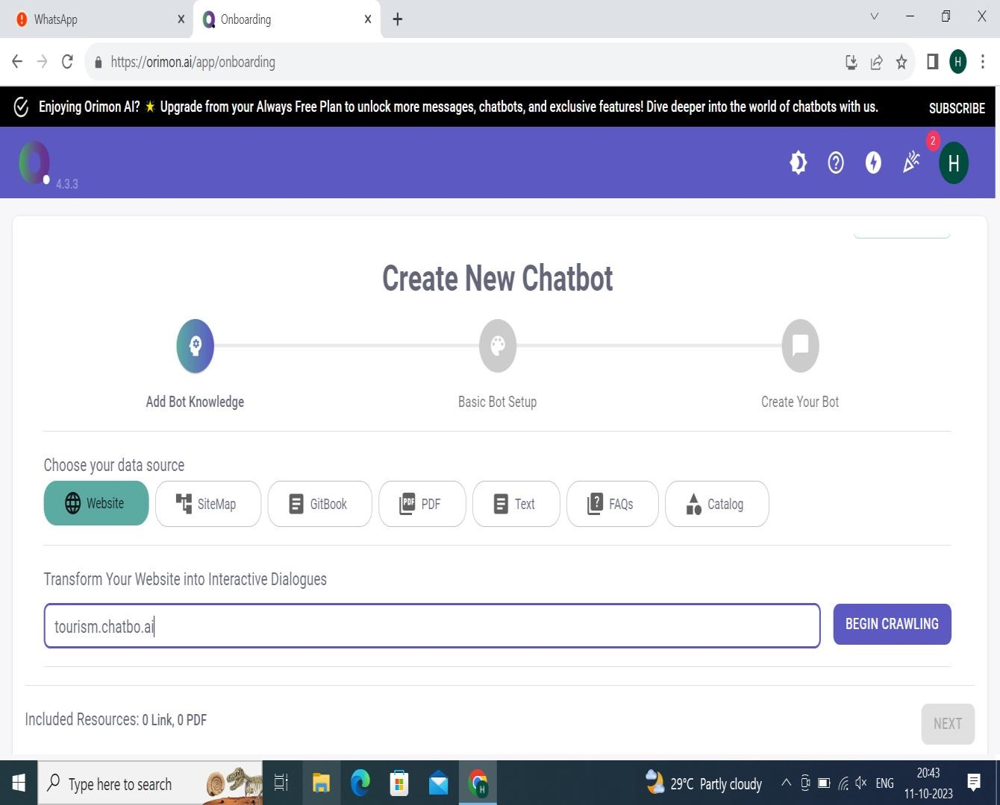 WhatsApp
Onboarding
https://orimon.ai/app/onboarding
H
Enjoying Orimon AI? Upgrade from your Always Free Plan to unlock more messages, chatbots, and exclusive features! Dive deeper into the world of chatbots with us.
SUBSCRIBE
4.3.3
2
H
Create New Chatbot
Add Bot Knowledge
Basic Bot Setup
Create Your Bot
Choose your data source
Website
SiteMap
GitBook
PDF
PDF
Text
FAQs
Catalog
Transform Your Website into Interactive Dialogues
tourism.chatbo.ai
BEGIN CRAWLING
Included Resources: 0 Link, 0 PDF
NEXT
Type here to search
H
29°C Partly cloudy
ENG
20:43
11-10-2023